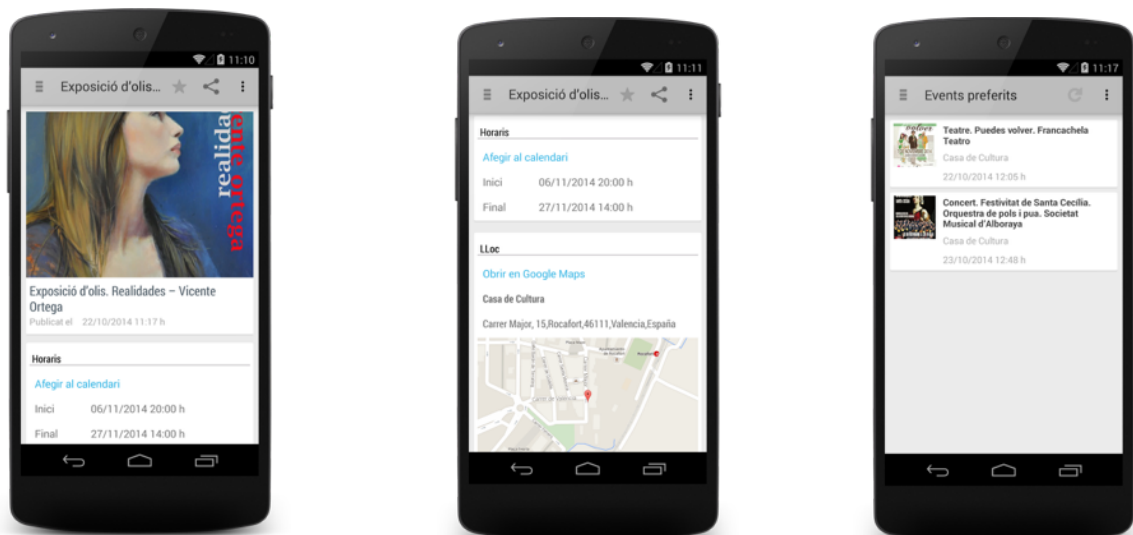 11:10
Exposició d'olis...
realida
ente ortega
Exposició d'olis. Realidades – Vicente
Ortega
Publicat el 22/10/2014 11:17 h
Horaris
Afegir al calendari
Inici 06/11/2014 20:00 h
Final 27/11/2014 14:00 h
11:11
Exposició d'olis...
Horaris
Afegir al calendari
Inici 06/11/2014 20:00 h
Final 27/11/2014 14:00 h
LLoc
Obrir en Google Maps
Casa de Cultura
Carrer Major, 15,Rocafort,46111,Valencia,España
11:17
Events preferits
Teatre. Puedes volver. Francachela
Teatro
Casa de Cultura
22/10/2014 12:05 h
Concert. Festivitat de Santa Cecília.
Orquestra de pols i pua. Societat
Musical d'Alboraya
Casa de Cultura
23/10/2014 12:48 h